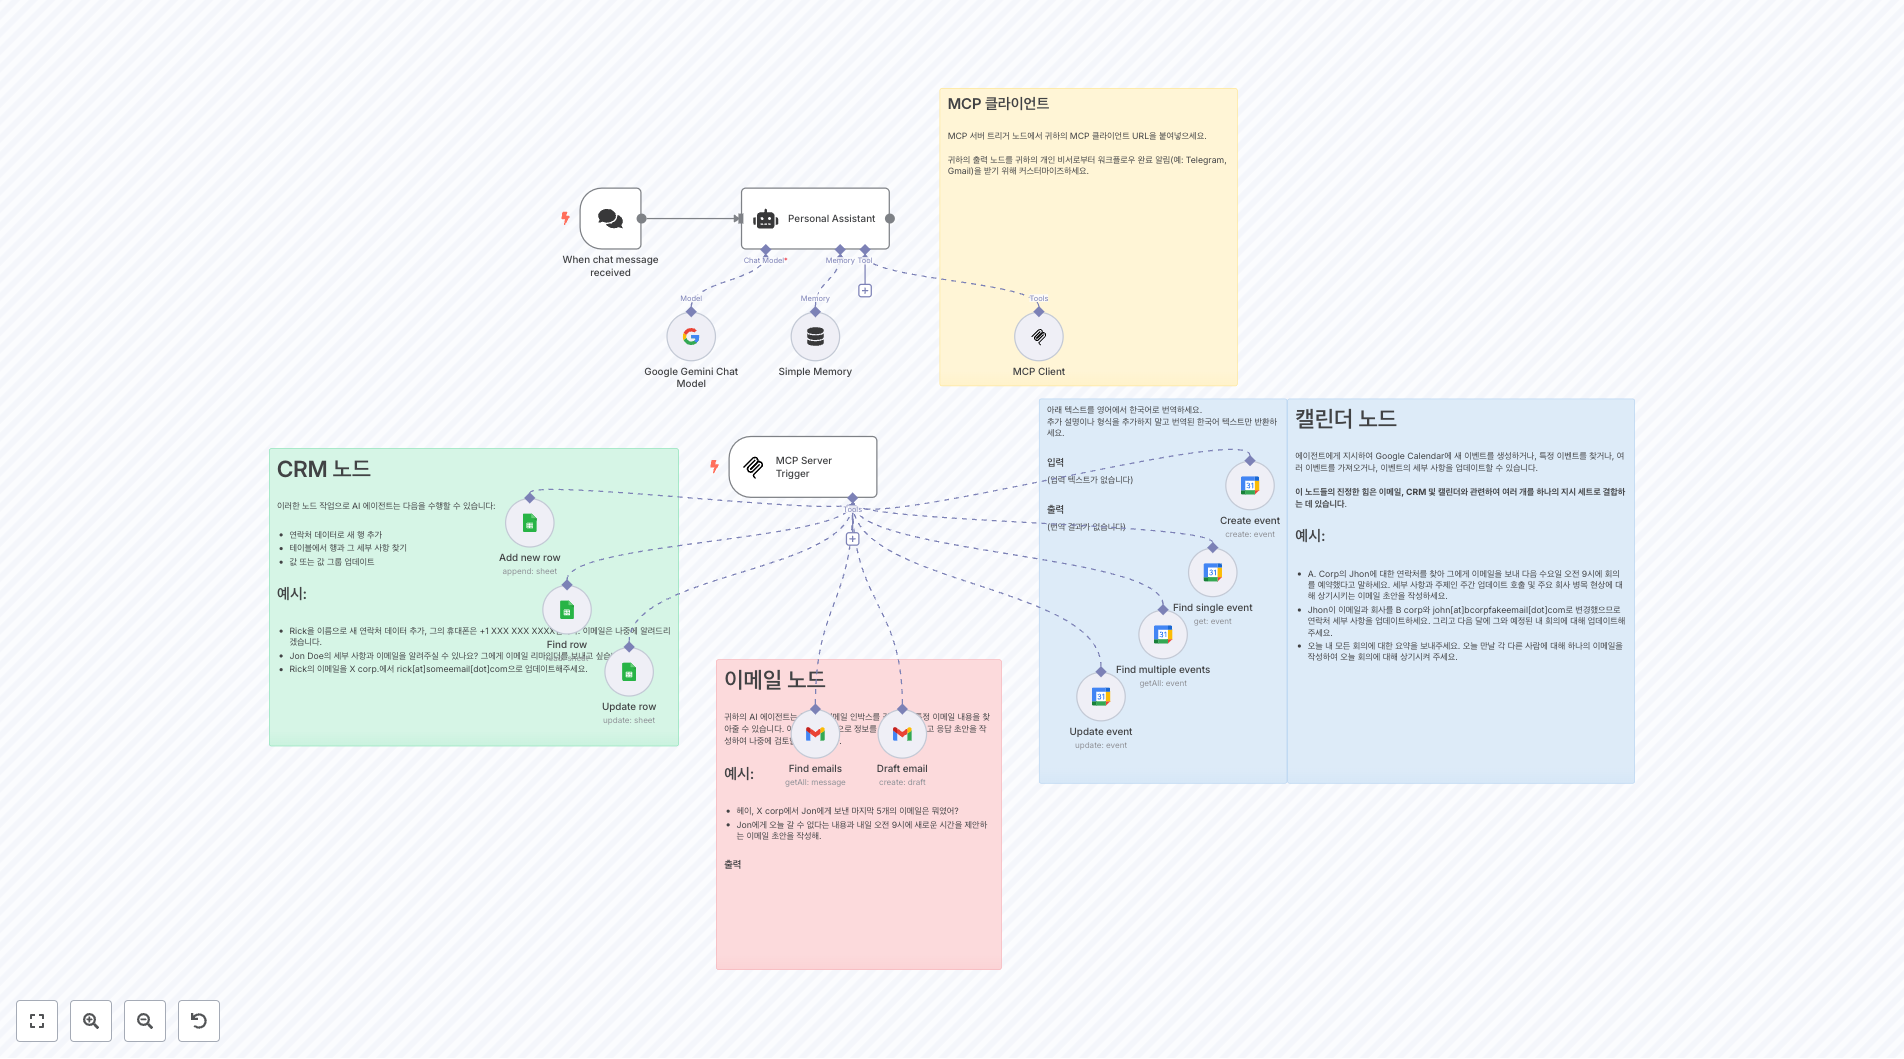 MCP 클라이언트
MCP 서버 트리거 노드에서 귀하의 MCP 클라이언트 URL을 붙여넣으세요.
귀하의 출력 노드를 귀하의 개인 비서로부터 워크플로우 완료 알림(예: Telegram,
Gmail)을 받기 위해 커스터마이즈하세요.
When chat message
received
Personal Assistant
Chat Model*
Memory
Tool
Model
Memory
Tools
Google Gemini Chat
Model
Simple Memory
MCP Client
MCP Server
Trigger
Tools
CRM 노드
이러한 노드 작업으로 AI 에이전트는 다음을 수행할 수 있습니다:
연락처 데이터로 새 행 추가
테이블에서 행과 그 세부 사항 찾기
값 또는 값 그룹 업데이트
예시:
Rick을 이름으로 새 연락처 데이터 추가, 그의 휴대폰은 +1 XXX XXX XXXX 이메일은 나중에 알려드리
겠습니다.
Jon Doe의 세부 사항과 이메일을 알려주실 수 있나요? 그에게 이메일 리마인더를 보내고
Rick의 이메일을 X corp.에서 rick[at]someemail[dot]com으로 업데이트해주세요.
Add new row
append: sheet
Find row
Update row
update: sheet
이메일 노드
귀하의 AI 에이전트는 이메일 인박스를 특정 이메일 내용을 찾
아줄 수 있습니다. 으로 정보를 고 응답 초안을 작
성하여 나중에
예시:
헤이, X corp에서 Jon에게 보낸 마지막 5개의 이메일은 뭐였어?
Jon에게 오늘 갈 수 없다는 내용과 내일 오전 9시에 새로운 시간을 제안하
는 이메일 초안을 작성해.
출력
Find emails
getAll: message
Draft email
create: draft
아래 텍스트를 영어에서 한국어로 번역하세요.
추가 설명이나 형식을 추가하지 말고 번역된 한국어 텍스트만 반환하
세요.
입력
(입력 텍스트가 없습니다)
출력
(번역 결과가 없습니다)
Create event
create: event
Find single event
get: event
Find multiple events
getAll: event
Update event
update: event
캘린더 노드
에이전트에게 지시하여 Google Calendar에 새 이벤트를 생성하거나, 특정 이벤트를 찾거나, 여
러 이벤트를 가져오거나, 이벤트의 세부 사항을 업데이트할 수 있습니다.
이 노드들의 진정한 힘은 이메일, CRM 및 캘린더와 관련하여 여러 개를 하나의 지시 세트로 결합하
는 데 있습니다.
예시:
A. Corp의 Jhon에 대한 연락처를 찾아 그에게 이메일을 보내 다음 수요일 오전 9시에 회의
를 예약했다고 말하세요. 세부 사항과 주제인 주간 업데이트 호출 및 주요 회사 병목 현상에 대
해 상기시키는 이메일 초안을 작성하세요.
Jhon이 이메일과 회사를 B corp와 john[at]bcorpfakeemail[dot]com로 변경했으므로
연락처 세부 사항을 업데이트하세요. 그리고 다음 달에 그와 예정된 내 회의에 대해 업데이트해
주세요.
오늘 내 모든 회의에 대한 요약을 보내주세요. 오늘 만날 각 다른 사람에 대해 하나의 이메일을
작성하여 오늘 회의에 대해 상기시켜 주세요.